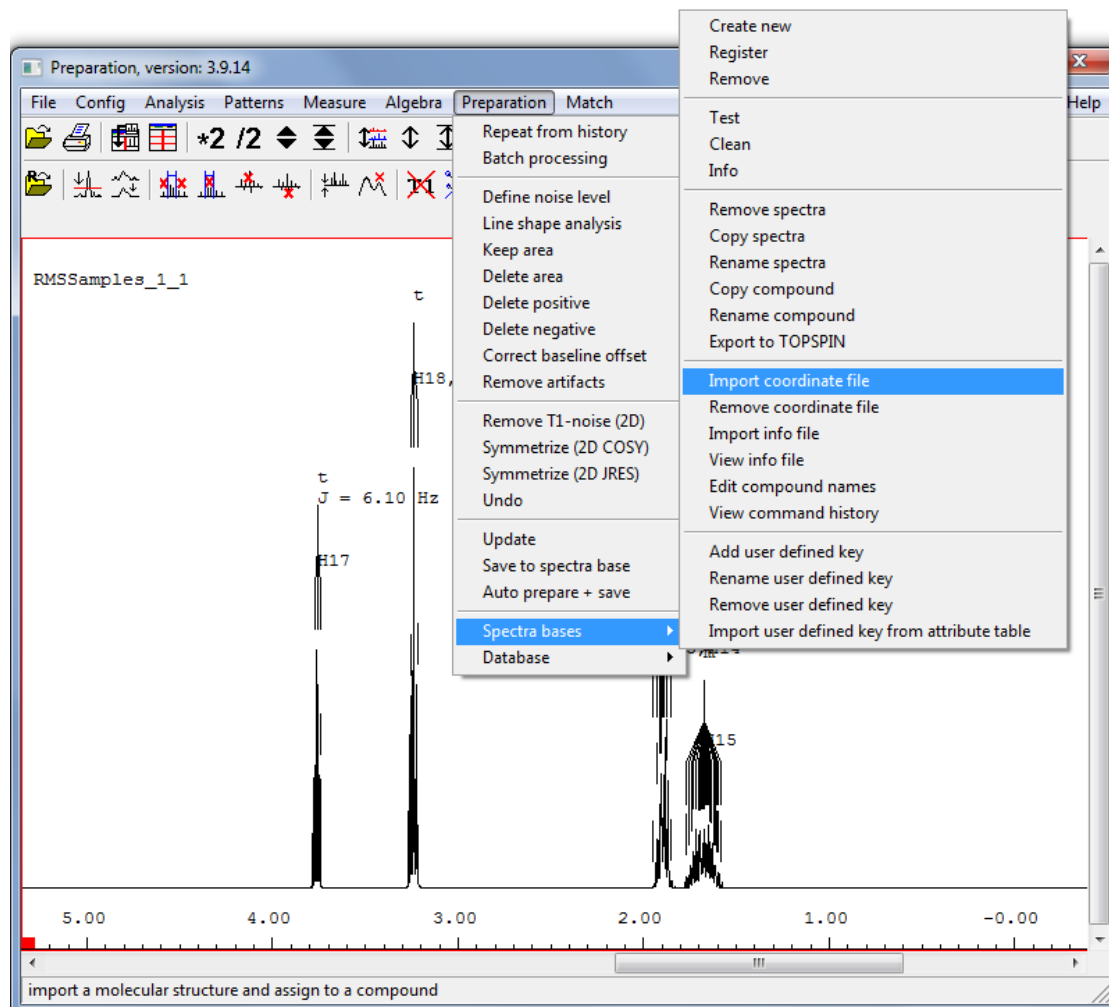 Preparation, version: 3.9.14
File Config Analysis Patterns Measure Algebra Preparation Match Help
*2 /2
RMSSamples_1_1
t
H18,
t
J = 6.10 Hz
H17
H15
Repeat from history
Batch processing
Define noise level
Line shape analysis
Keep area
Delete area
Delete positive
Delete negative
Correct baseline offset
Remove artifacts
Remove T1-noise (2D)
Symmetrize (2D COSY)
Symmetrize (2D JRES)
Undo
Update
Save to spectra base
Auto prepare + save
Spectra bases
Database
Create new
Register
Remove
Test
Clean
Info
Remove spectra
Copy spectra
Rename spectra
Copy compound
Rename compound
Export to TOPSPIN
Import coordinate file
Remove coordinate file
Import info file
View info file
Edit compound names
View command history
Add user defined key
Rename user defined key
Remove user defined key
Import user defined key from attribute table
5.00 4.00 3.00 2.00 1.00 -0.00
import a molecular structure and assign to a compound